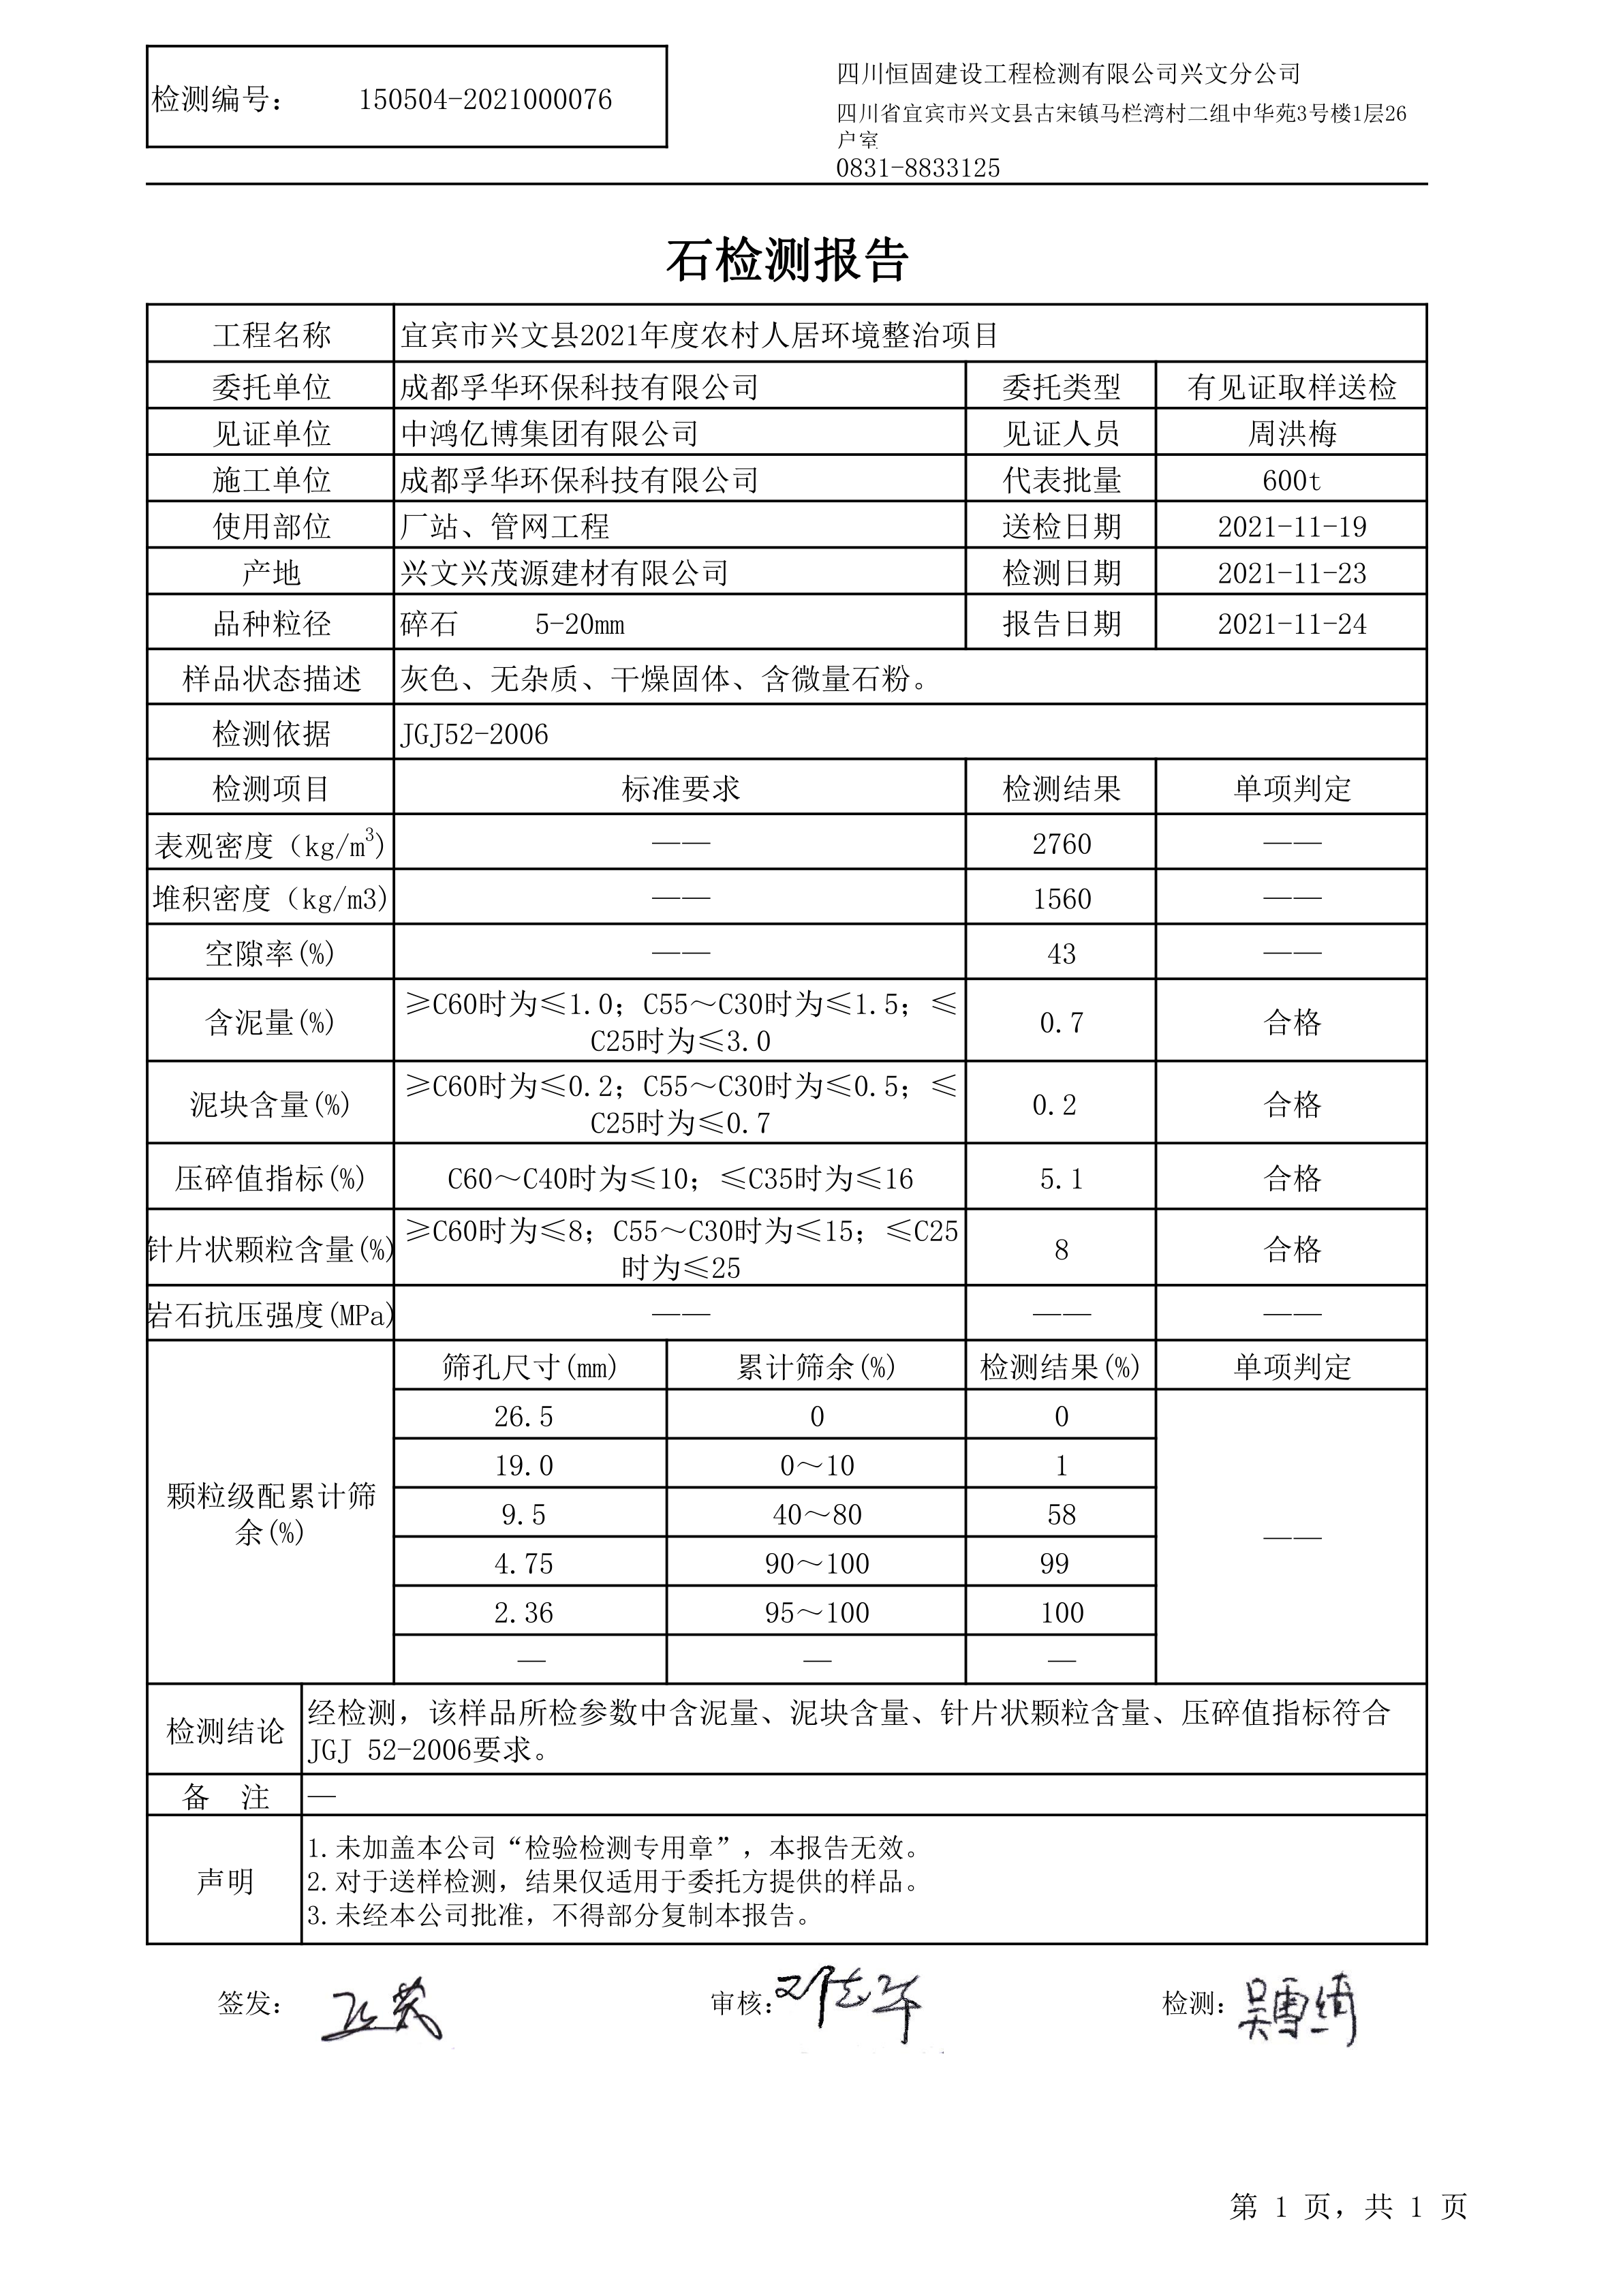 检测编号： 150504-2021000076
四川恒固建设工程检测有限公司兴文分公司
四川省宜宾市兴文县古宋镇马栏湾村二组中华苑3号楼1层26
户室
0831-8833125
石检测报告
工程名称 宜宾市兴文县2021年度农村人居环境整治项目
委托单位 成都孚华环保科技有限公司 委托类型 有见证取样送检
见证单位 中鸿亿博集团有限公司 见证人员 周洪梅
施工单位 成都孚华环保科技有限公司 代表批量 600t
使用部位 厂站、管网工程 送检日期 2021-11-19
产地 兴文兴茂源建材有限公司 检测日期 2021-11-23
品种粒径 碎石 5-20mm 报告日期 2021-11-24
样品状态描述 灰色、无杂质、干燥固体、含微量石粉。
检测依据 JGJ52-2006
检测项目 标准要求 检测结果 单项判定
表观密度（kg/m³) —— 2760 ——
堆积密度（kg/m3) —— 1560 ——
空隙率(%) —— 43 ——
含泥量(%) ≥C60时为≤1.0；C55～C30时为≤1.5；≤
C25时为≤3.0 0.7 合格
泥块含量(%) ≥C60时为≤0.2；C55～C30时为≤0.5；≤
C25时为≤0.7 0.2 合格
压碎值指标(%) C60～C40时为≤10；≤C35时为≤16 5.1 合格
针片状颗粒含量(%) ≥C60时为≤8；C55～C30时为≤15；≤C25
时为≤25 8 合格
岩石抗压强度(MPa) —— —— ——
颗粒级配累计筛
余(%)
筛孔尺寸(mm) 累计筛余(%) 检测结果(%) 单项判定
26.5 0 0
19.0 0～10 1
9.5 40～80 58
4.75 90～100 99
2.36 95～100 100
— — —
——
检测结论 经检测，该样品所检参数中含泥量、泥块含量、针片状颗粒含量、压碎值指标符合
JGJ 52-2006要求。
备 注 —
声明
1.未加盖本公司“检验检测专用章”，本报告无效。
2.对于送样检测，结果仅适用于委托方提供的样品。
3.未经本公司批准，不得部分复制本报告。
签发： 审核： 检测：吴雪绮
第 1 页，共 1 页